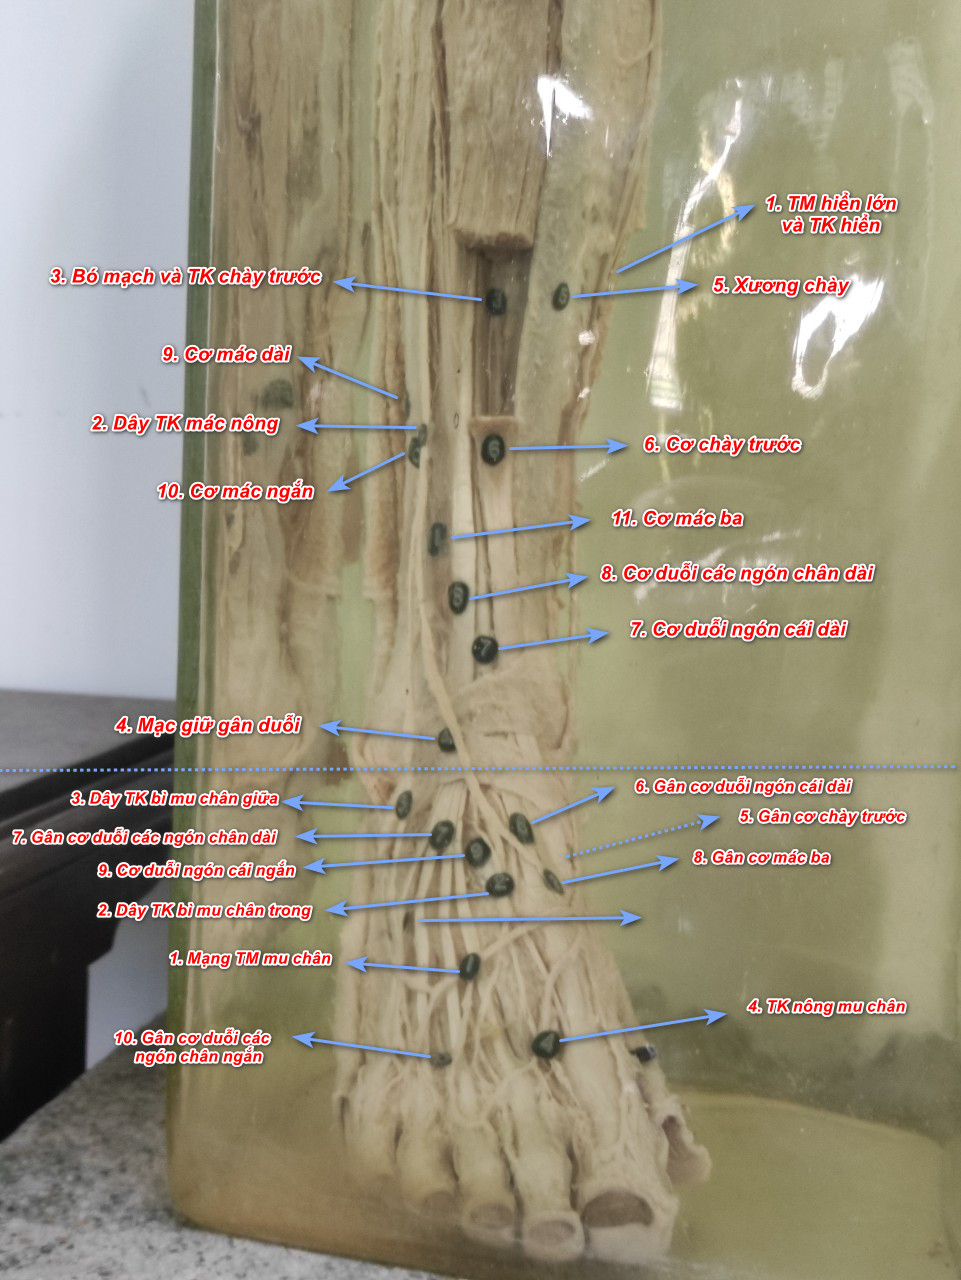 1. TM hiển lớn
và TK hiển
3. Bó mạch và TK chày trước
5. Xương chày
9. Cơ mác dài
2. Dây TK mác nông
6. Cơ chày trước
10. Cơ mác ngắn
11. Cơ mác ba
8. Cơ duỗi các ngón chân dài
7. Cơ duỗi ngón cái dài
4. Mạc giữ gân duỗi
3. Dây TK bì mu chân giữa
6. Gân cơ duỗi ngón cái dài
5. Gân cơ chày trước
7. Gân cơ duỗi các ngón chân dài
8. Gân cơ mác ba
9. Cơ duỗi ngón cái ngắn
2. Dây TK bì mu chân trong
1. Mạng TM mu chân
4. TK nông mu chân
10. Gân cơ duỗi các
ngón chân ngắn
6
7
4